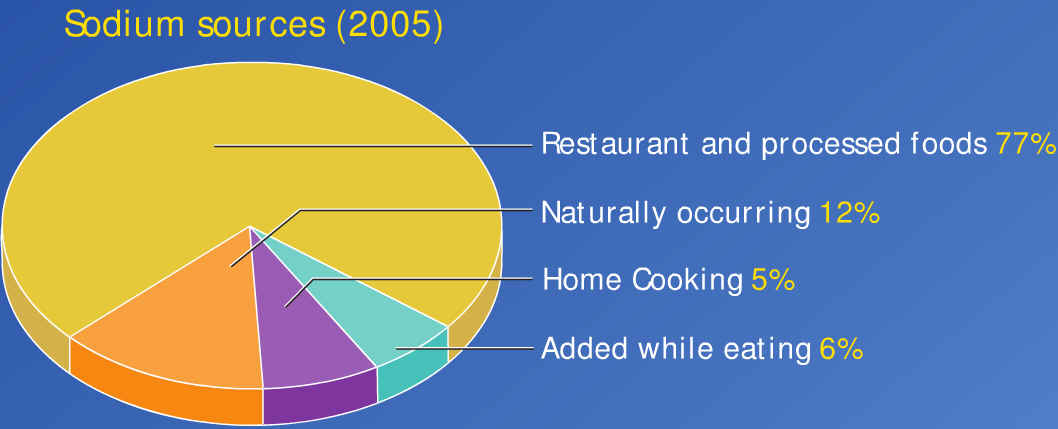 Sodium sources (2005)
Restaurant and processed foods 77%
Naturally occurring 12%
Home Cooking 5%
Added while eating 6%